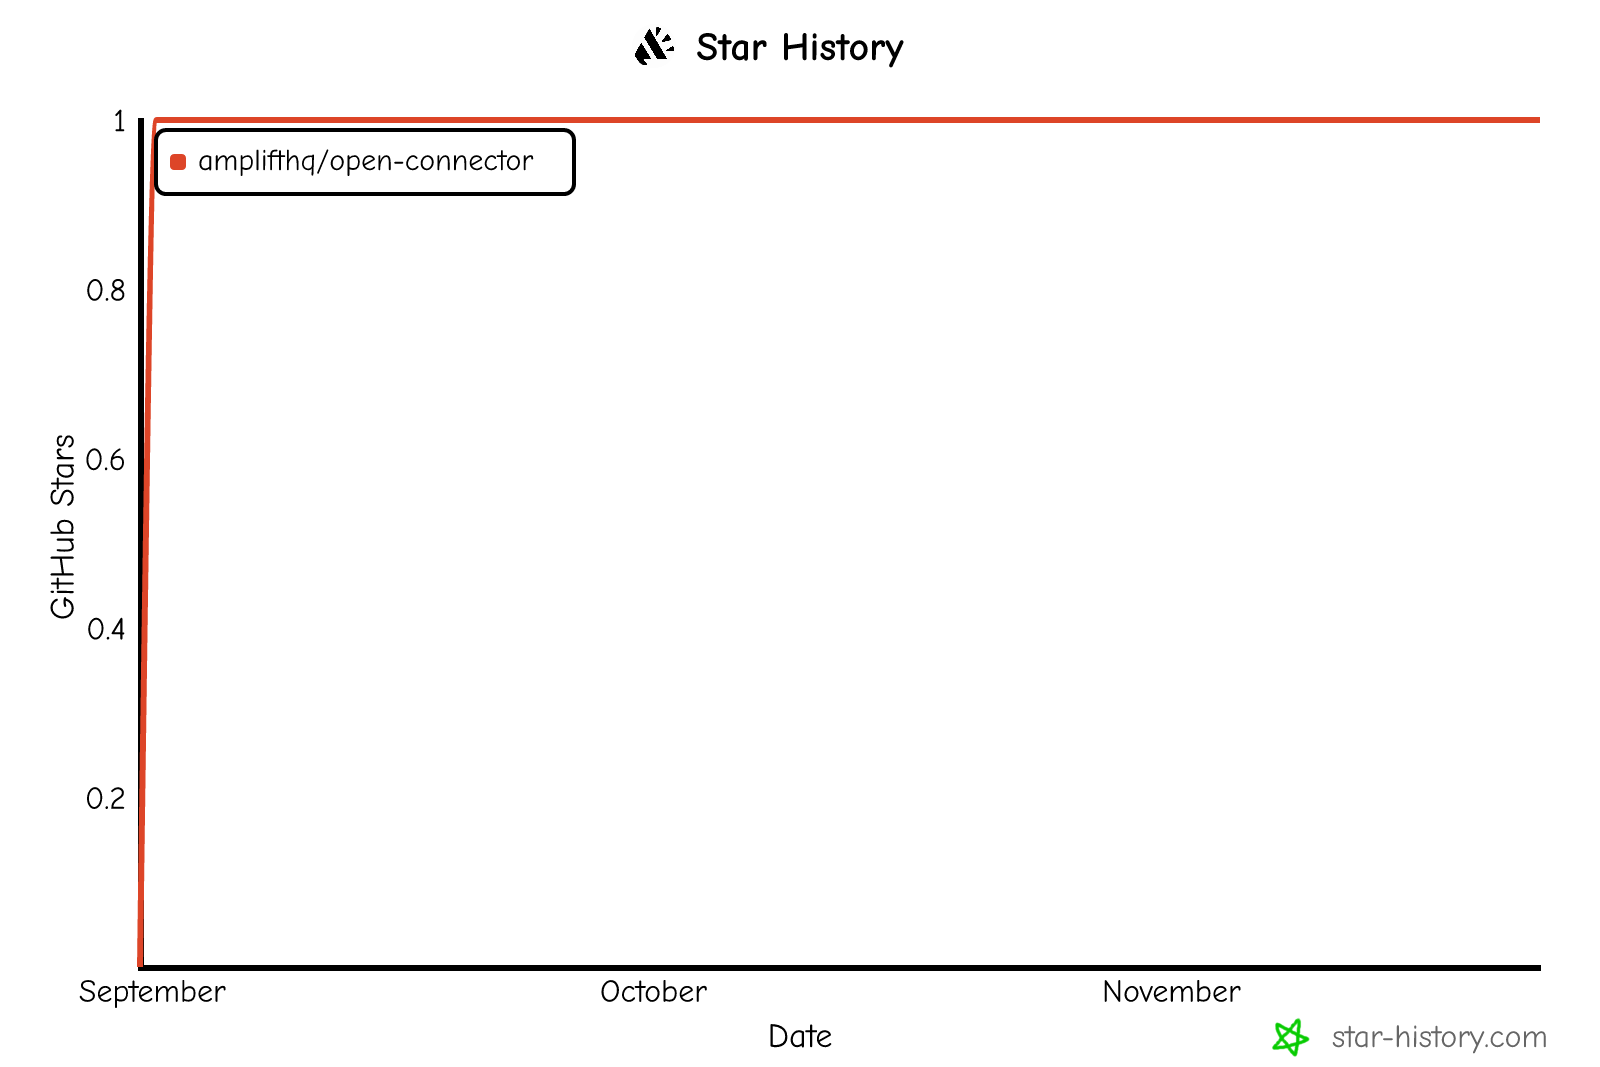 Star History
1
amplifthq/open-connector
0.8
0.6
0.4
0.2
GitHub Stars
September October November
Date
star-history.com